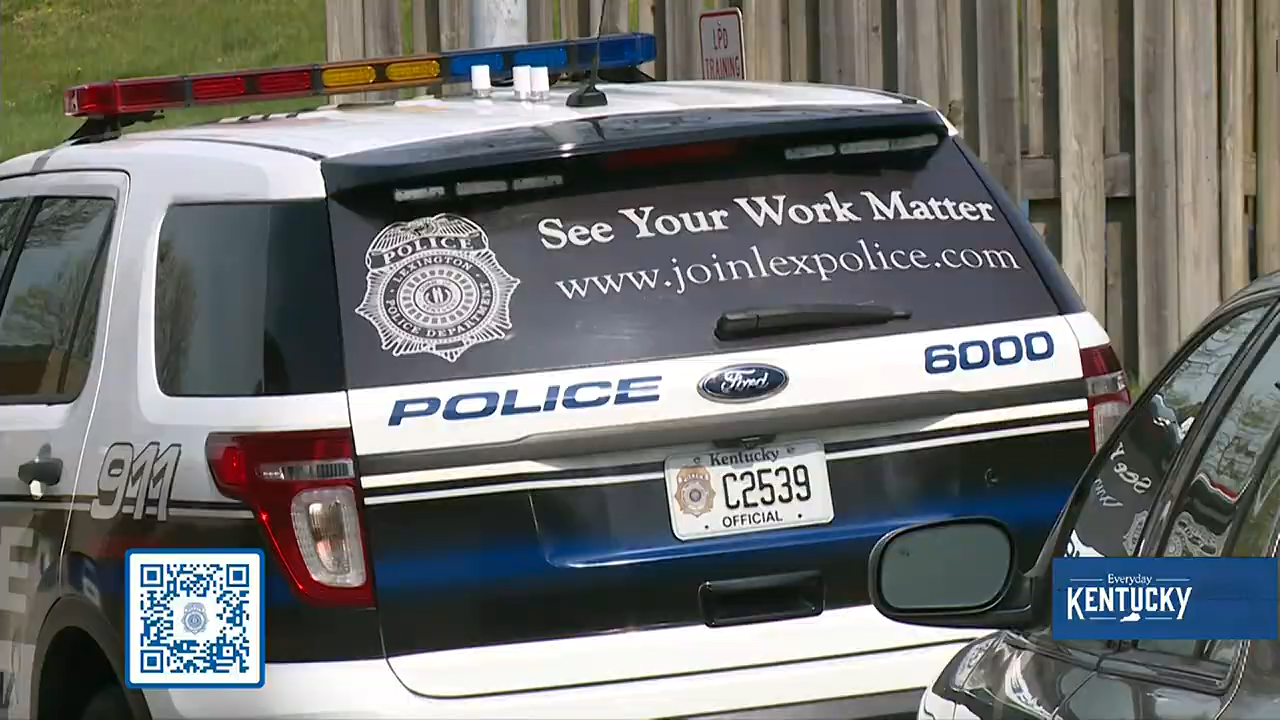 LPD
TRAINING
See Your Work Matter
www.joinlexpolice.com
POLICE
LEXINGTON
POLICE DEPARTMENT
6000
POLICE
Ford
911
Kentucky
C2539
OFFICIAL
Everyday
KENTUCKY